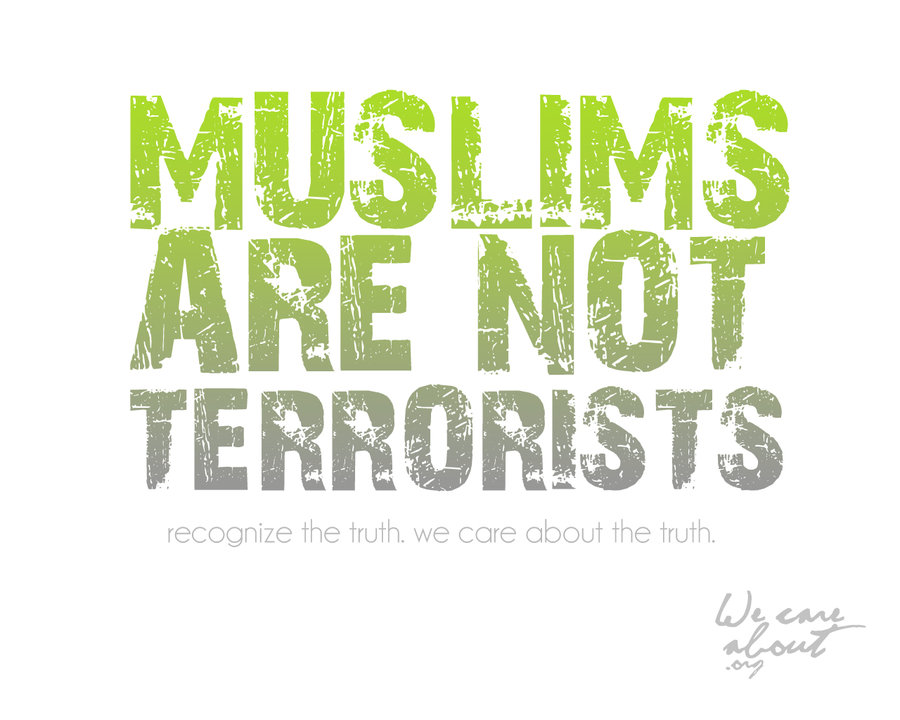 MUSLIMS
ARE NOT
TERRORISTS
recognize the truth. we care about the truth.
We care
about
.org